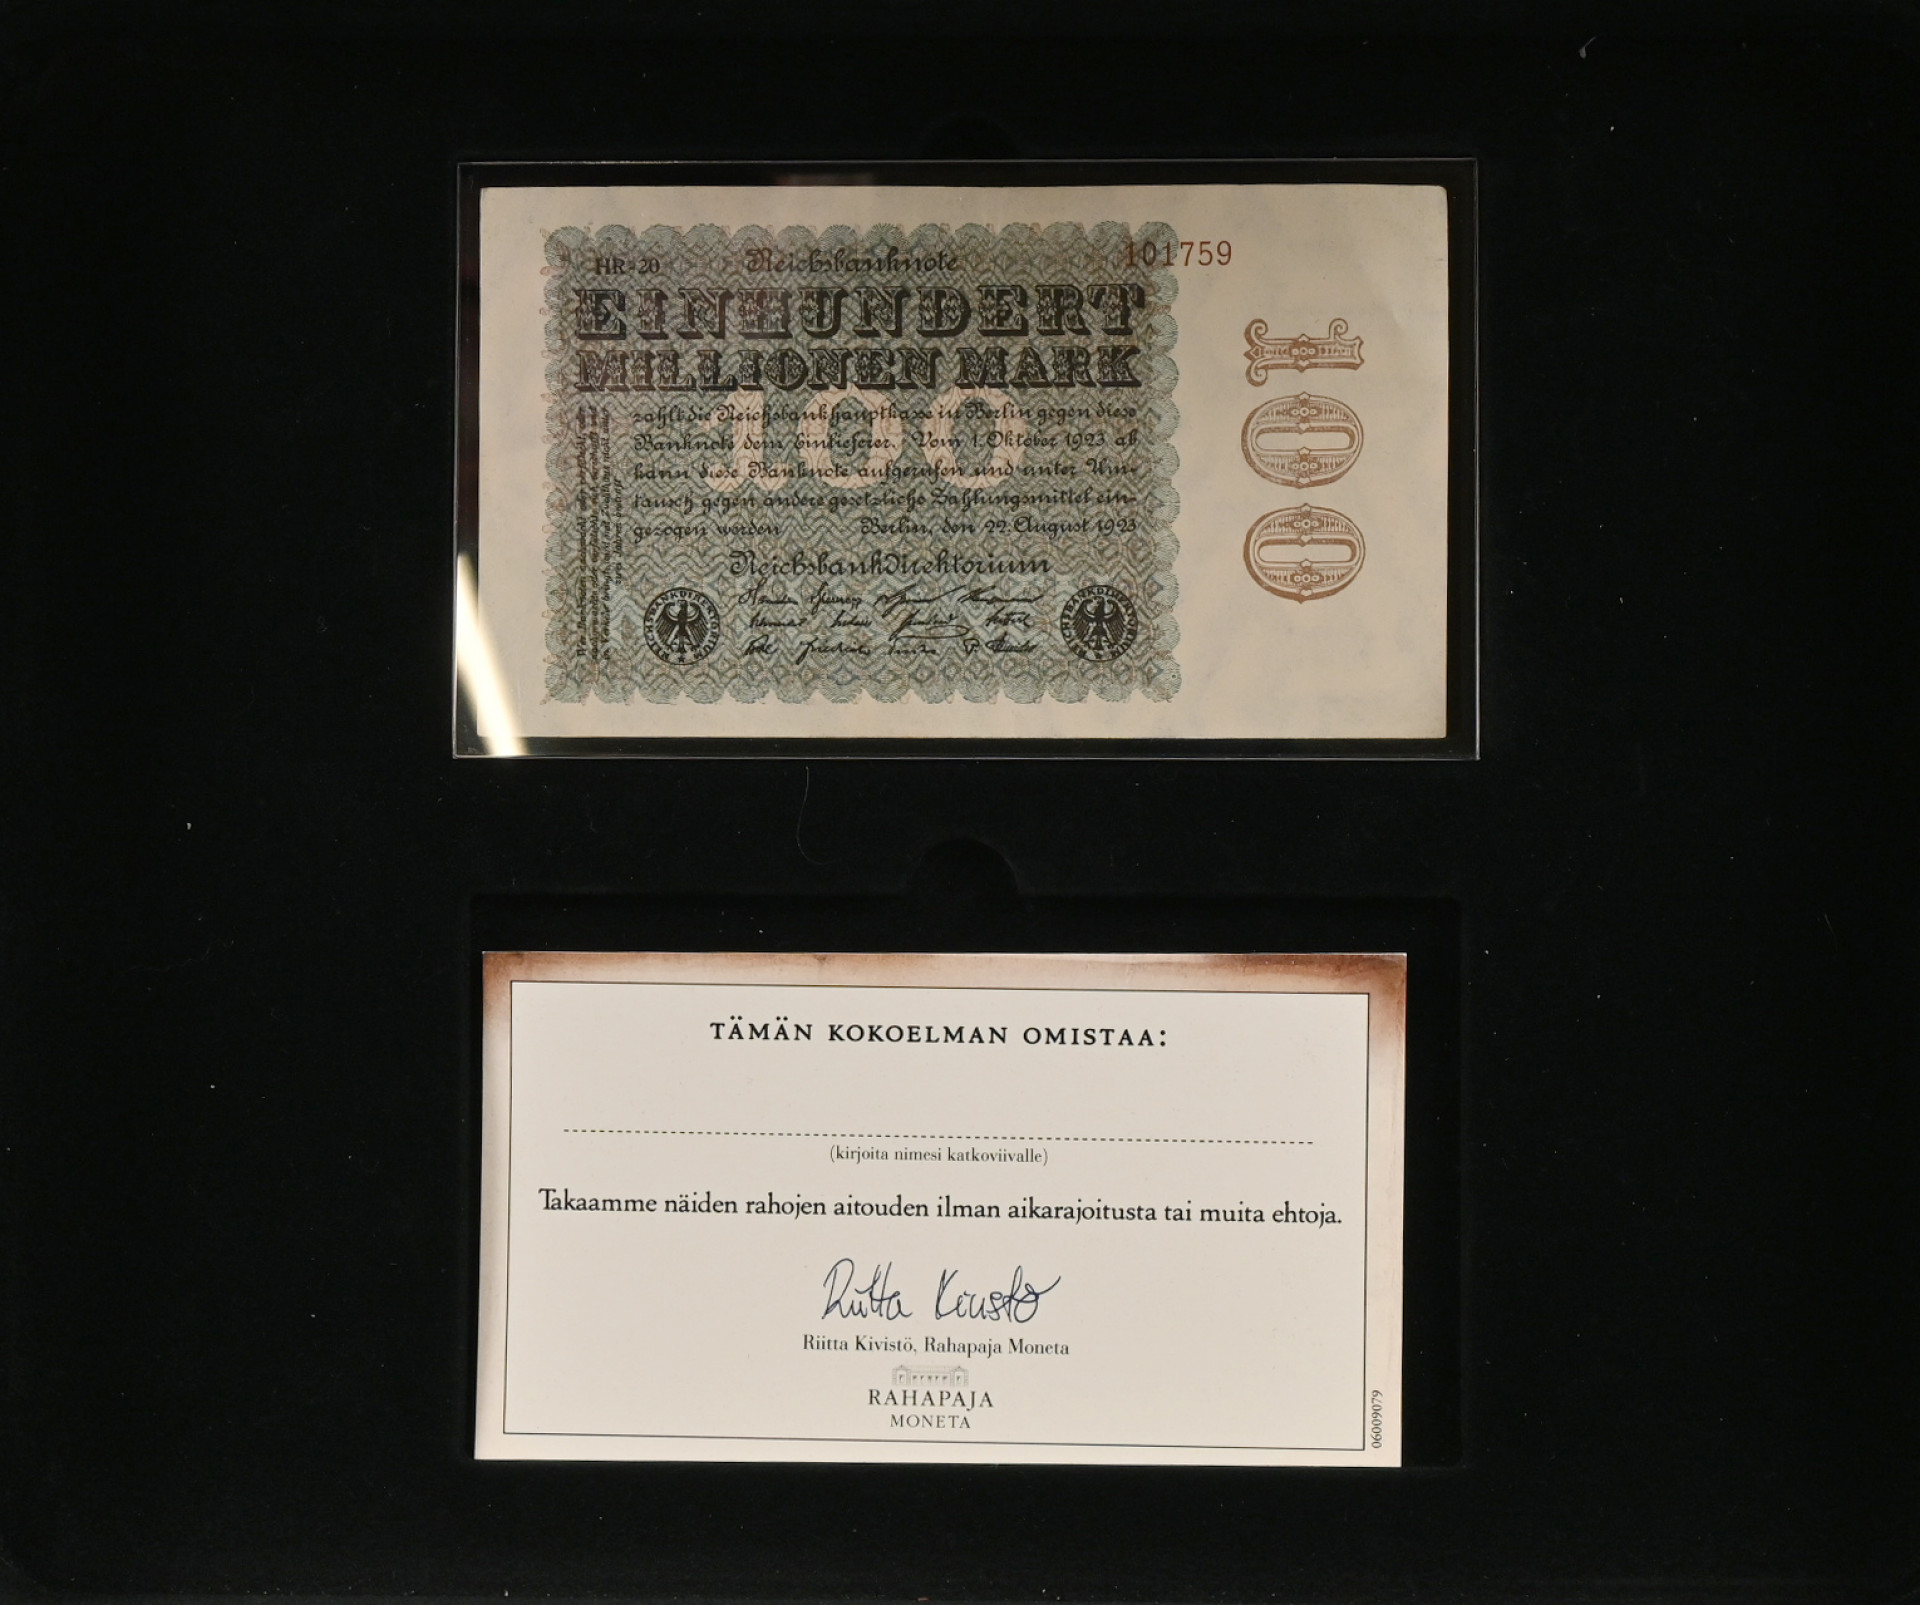 HR-20 Reichsbanknote 101759
EINHUNDERT
MILLIONEN MARK
100
zahlt die Reichsbankhauptkasse in Berlin gegen diese
Banknote dem Einlieferer. Vom 1. Oktober 1923 ab
kann diese Banknote aufgerufen und unter Um-
tausch gegen andere gesetzliche Zahlungsmittel ein-
gezogen werden
Berlin, den 22. August 1923
Reichsbankdirektorium
REICHSBANKDIREKTORIUM
REICHSBANKDIREKTORIUM
100
TÄMÄN KOKOELMAN OMISTAA:
(kirjoita nimesi katkoviivalle)
Takaamme näiden rahojen aitouden ilman aikarajoitusta tai muita ehtoja.
Riitta Kivistö
Riitta Kivistö, Rahapaja Moneta
RAHAPAJA
MONETA
06009079